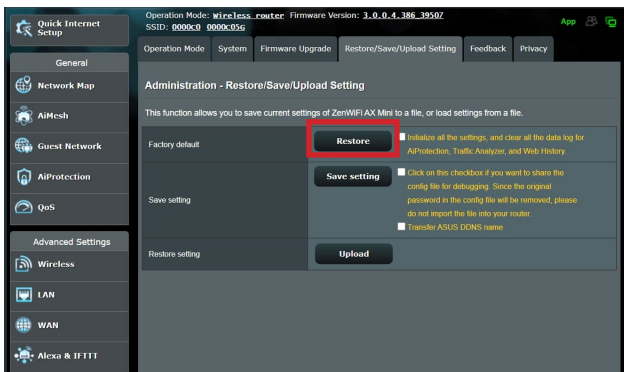 Quick Internet
Setup
General
Network Map
AiMesh
Guest Network
AiProtection
QoS
Advanced Settings
Wireless
LAN
WAN
Alexa & IFTTT
Operation Mode: Wireless router Firmware Version: 3.0.0.4.386_39507
SSID: 0000C0 0000C05G
App
Operation Mode System Firmware Upgrade Restore/Save/Upload Setting Feedback Privacy
Administration - Restore/Save/Upload Setting
This function allows you to save current settings of ZenWiFi AX Mini to a file, or load settings from a file.
Factory default
Restore
Initialize all the settings, and clear all the data log for
AiProtection, Traffic Analyzer, and Web History.
Save setting
Save setting
Click on this checkbox if you want to share the
config file for debugging. Since the original
password in the config file will be removed, please
do not import the file into your router.
Transfer ASUS DDNS name
Restore setting
Upload